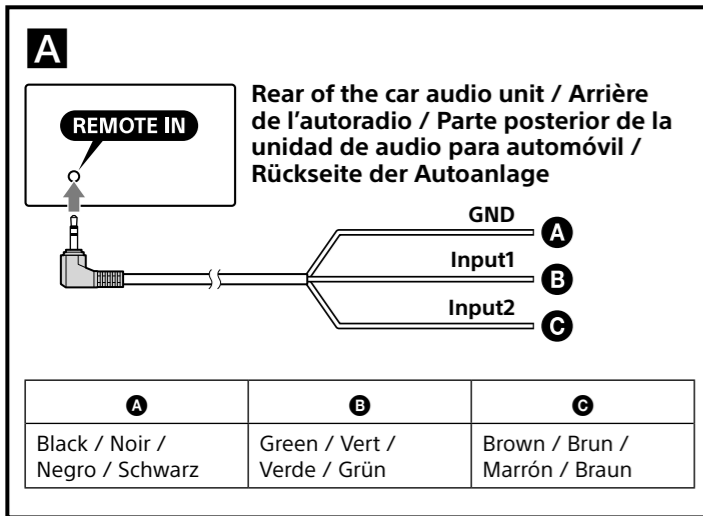 A
REMOTE IN
Rear of the car audio unit / Arrière
de l'autoradio / Parte posterior de la
unidad de audio para automóvil /
Rückseite der Autoanlage
GND
A
Input1
B
Input2
C
A
B
C
Black / Noir /
Negro / Schwarz
Green / Vert /
Verde / Grün
Brown / Brun /
Marrón / Braun